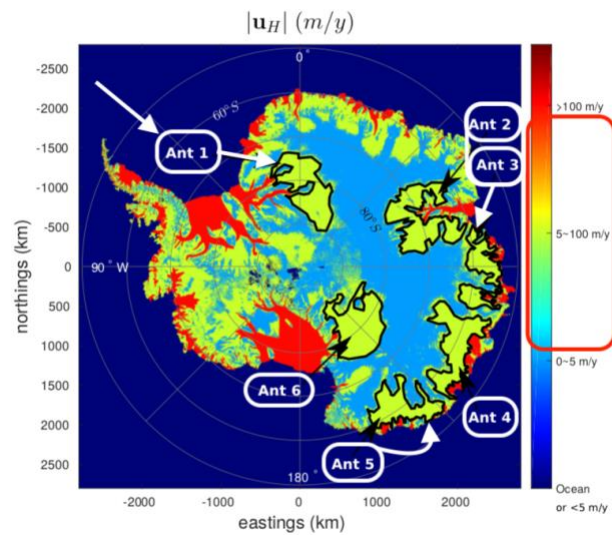 |u_H| (m/y)
-2500
-2000
-1500
-1000
-500
0
500
1000
1500
2000
2500
northings (km)
0°
60°S
80°S
90° W
180°
Ant 1
Ant 2
Ant 3
Ant 4
Ant 5
Ant 6
-2000
-1000
0
1000
2000
eastings (km)
>100 m/y
5~100 m/y
0~5 m/y
Ocean
or <5 m/y